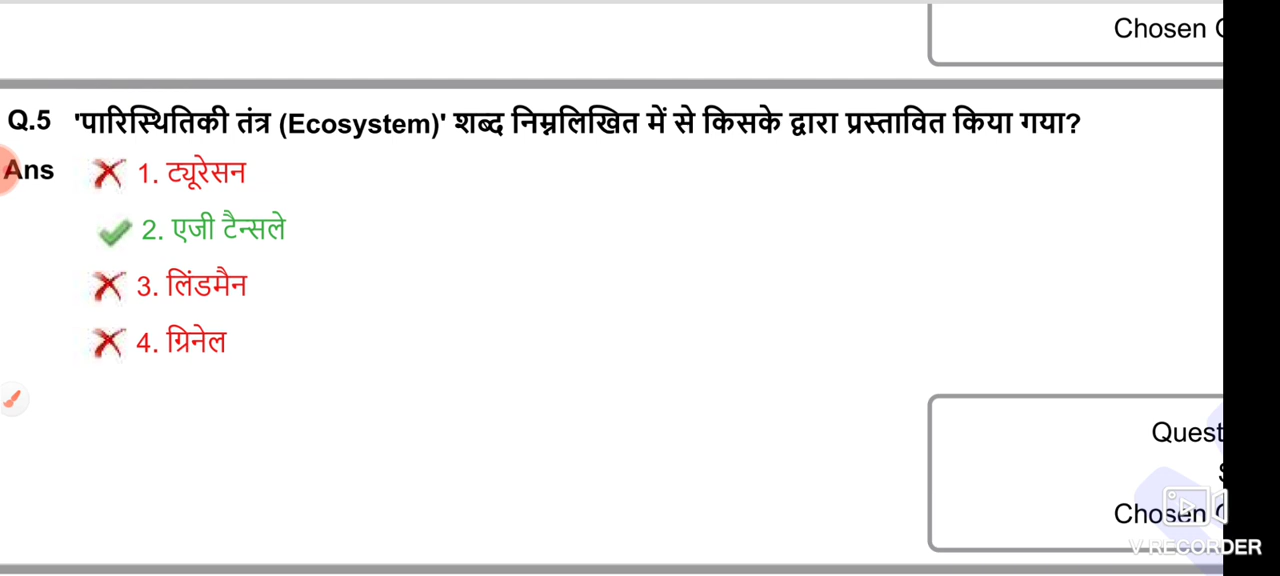 Chosen
Q.5 'पारिस्थितिकी तंत्र (Ecosystem)' शब्द निम्नलिखित में से किसके द्वारा प्रस्तावित किया गया?
Ans 1. ट्यूरेसन
2. एजी टैन्सले
3. लिंडमैन
4. ग्रिनेल
Quest
Chosen
V RECORDER